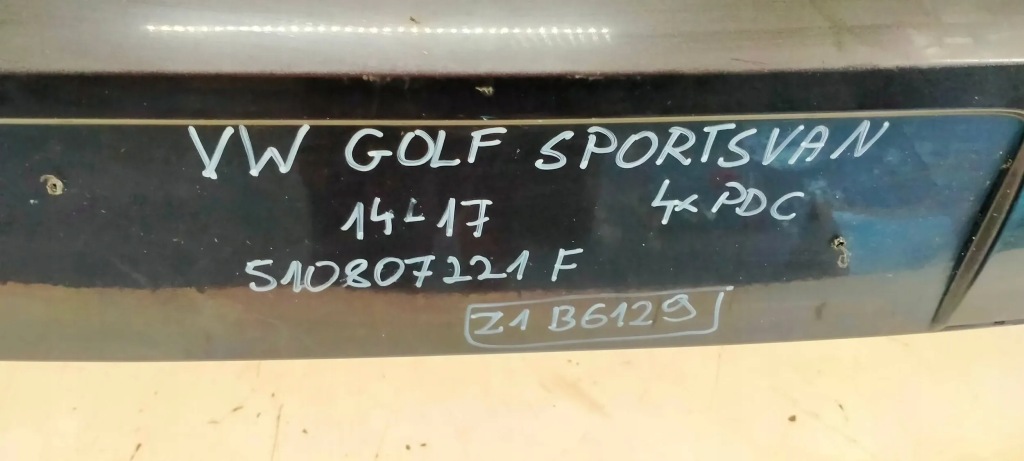 VW GOLF SPORTSVAN
14-17 4x PDC
510807221 F
Z1 B6129